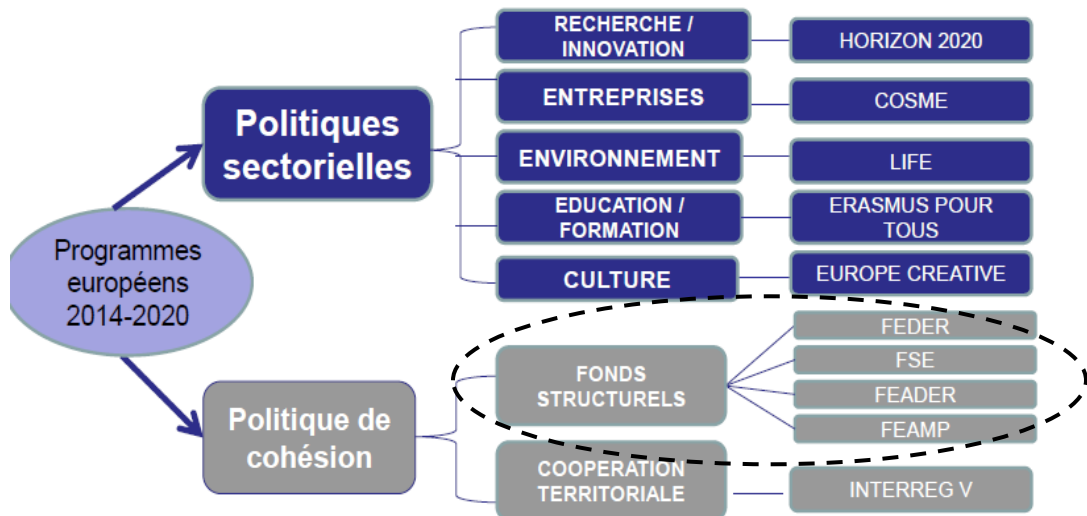 RECHERCHE /
INNOVATION
HORIZON 2020
ENTREPRISES
COSME
Politiques
sectorielles
ENVIRONNEMENT
LIFE
EDUCATION /
FORMATION
ERASMUS POUR
TOUS
CULTURE
EUROPE CREATIVE
Programmes
européens
2014-2020
FONDS
STRUCTURELS
FEDER
FSE
FEADER
FEAMP
Politique de
cohésion
COOPERATION
TERRITORIALE
INTERREG V